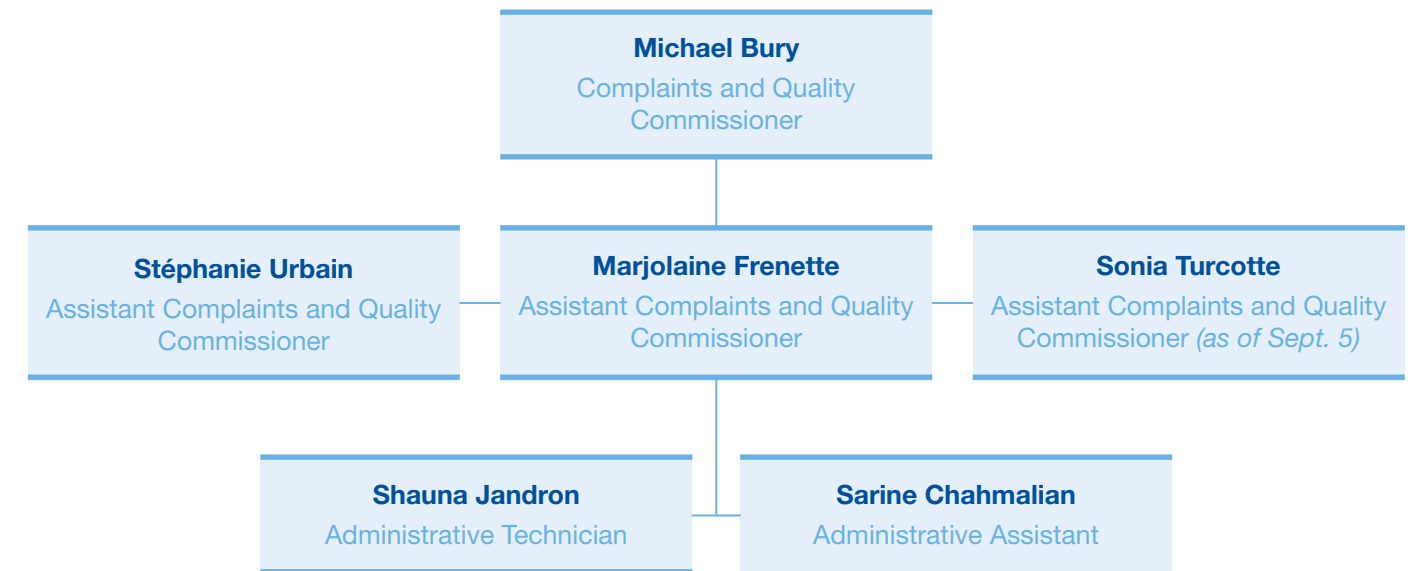 Michael Bury
Complaints and Quality
Commissioner
Stéphanie Urbain
Assistant Complaints and Quality
Commissioner
Marjolaine Frenette
Assistant Complaints and Quality
Commissioner
Sonia Turcotte
Assistant Complaints and Quality
Commissioner (as of Sept. 5)
Shauna Jandron
Administrative Technician
Sarine Chahmalian
Administrative Assistant